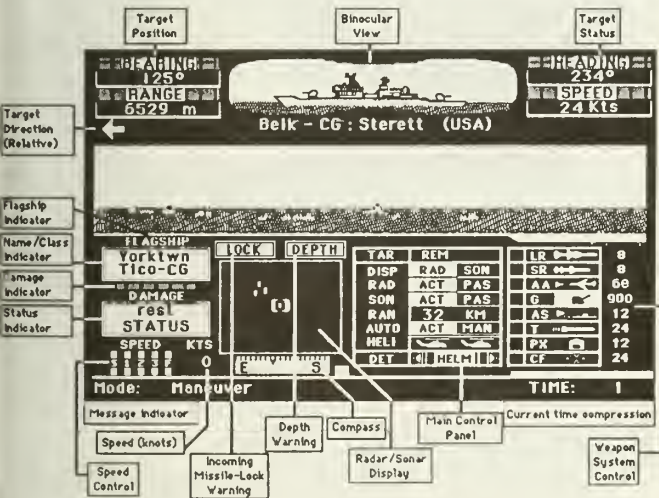 Target
Position
Binocular
View
Target
Status
BEARING
125°
RANGE
6529 m
HEADING
234°
SPEED
24 Kts
Belk - CG : Sterett (USA)
Target
Direction
(Relative)
Flagship
Indicator
Name/Class
Indicator
Damage
Indicator
Status
Indicator
FLAGSHIP
Yorktwn
Tico-CG
DAMAGE
rest
STATUS
SPEED KTS
S 1 2 3 F 0
LOCK DEPTH
E S
TAR REM
DISP RAD SON
RAD ACT PAS
SON ACT PAS
RAN 32 KM
AUTO ACT MAN
HELI
DET HELM
LR 8
SR 8
AA 68
G 900
AS 12
T 24
PX 12
CF 24
Mode: Maneuver TIME: 1
Message Indicator
Speed (knots)
Speed
Control
Incoming
Missile-Lock
Warning
Depth
Warning
Compass
Radar/Sonar
Display
Main Control
Panel
Current time compression
Weapon
System
Control